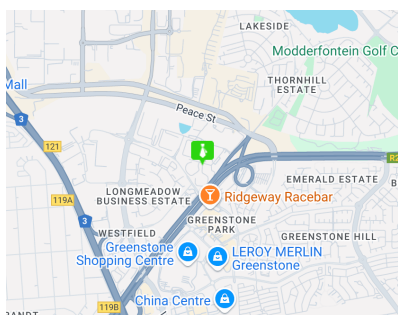 LAKESIDE
Modderfontein Golf C
THORNHILL
ESTATE
Mall
Peace St
3
121
R2
EMERALD ESTATE
B
LONGMEADOW
BUSINESS ESTATE
119A
Ridgeway Racebar
3
GREENSTONE
PARK
WESTFIELD
GREENSTONE HILL
Greenstone
Shopping Centre
LEROY MERLIN
Greenstone
China Centre
119B
RANDT